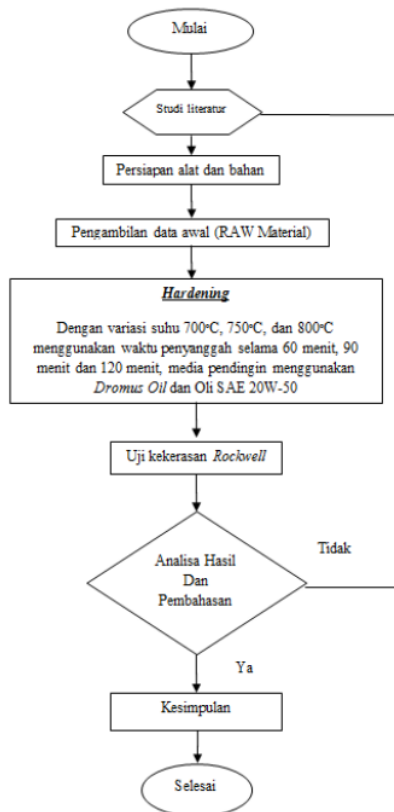 Mulai
Studi literatur
Persiapan alat dan bahan
Pengambilan data awal (RAW Material)
Hardening
Dengan variasi suhu 700°C, 750°C, dan 800°C
menggunakan waktu penyanggah selama 60 menit, 90
menit dan 120 menit, media pendingin menggunakan
Dromus Oil dan Oli SAE 20W-50
Uji kekerasan Rockwell
Analisa Hasil
Dan
Pembahasan
Tidak
Ya
Kesimpulan
Selesai